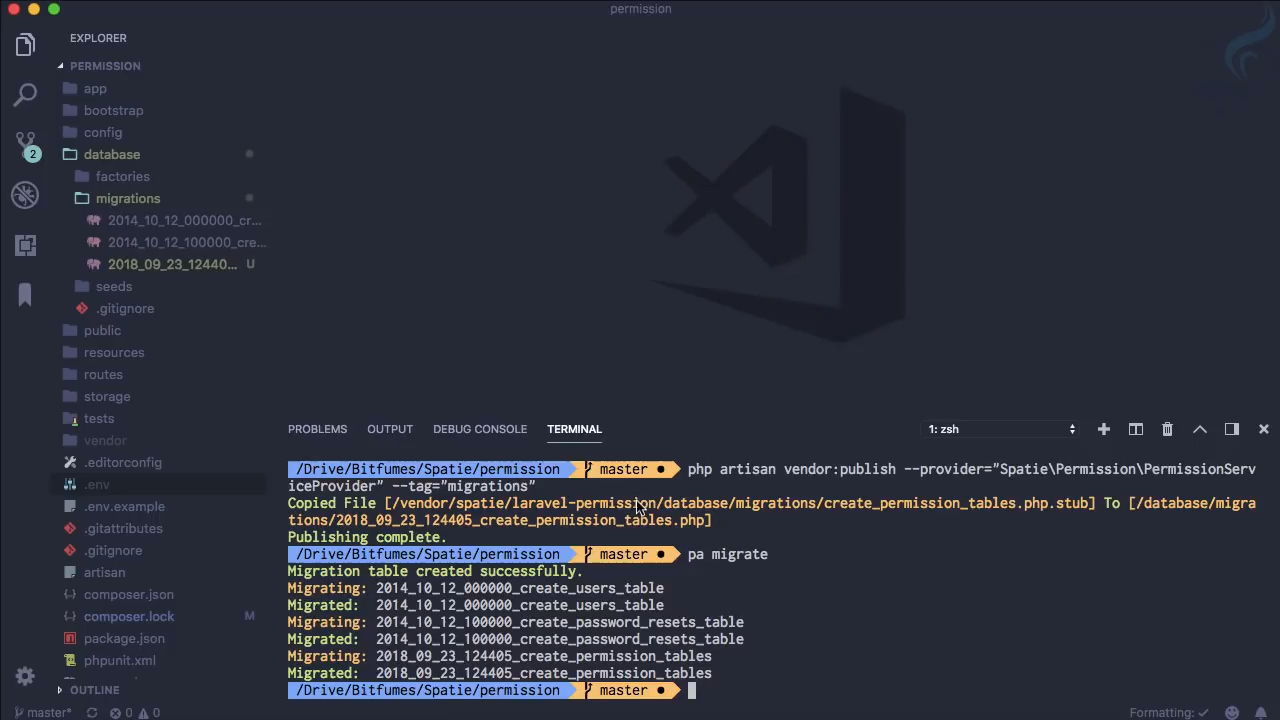 permission
EXPLORER
PERMISSION
app
bootstrap
config
database
factories
migrations
2014_10_12_000000_cr...
2014_10_12_100000_cre...
2018_09_23_12440... U
seeds
.gitignore
public
resources
routes
storage
tests
vendor
.editorconfig
.env
.env.example
.gitattributes
.gitignore
artisan
composer.json
composer.lock M
package.json
phpunit.xml
OUTLINE
2
PROBLEMS OUTPUT DEBUG CONSOLE TERMINAL 1: zsh
/Drive/Bitfumes/Spatie/permission master ● php artisan vendor:publish --provider="Spatie\Permission\PermissionServ
iceProvider" --tag="migrations"
Copied File [/vendor/spatie/laravel-permission/database/migrations/create_permission_tables.php.stub] To [/database/migra
tions/2018_09_23_124405_create_permission_tables.php]
Publishing complete.
/Drive/Bitfumes/Spatie/permission master ● pa migrate
Migration table created successfully.
Migrating: 2014_10_12_000000_create_users_table
Migrated: 2014_10_12_000000_create_users_table
Migrating: 2014_10_12_100000_create_password_resets_table
Migrated: 2014_10_12_100000_create_password_resets_table
Migrating: 2018_09_23_124405_create_permission_tables
Migrated: 2018_09_23_124405_create_permission_tables
/Drive/Bitfumes/Spatie/permission master ●
master* 0 0 Formatting: ✓